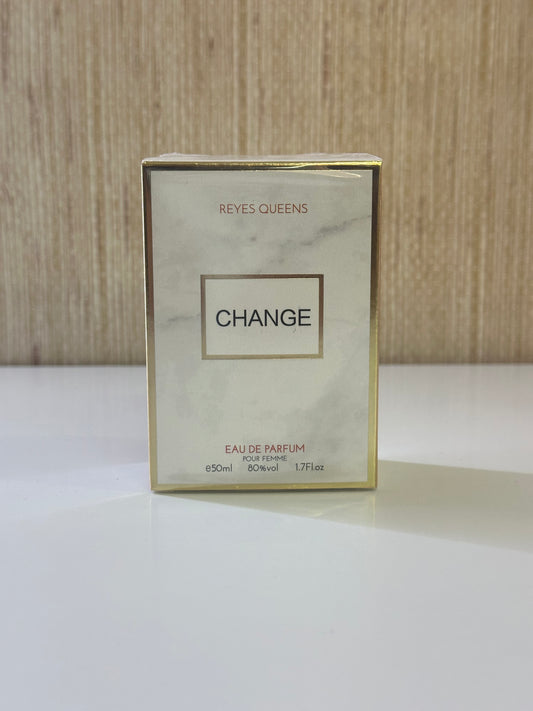 REYES QUEENS
CHANGE
EAU DE PARFUM
POUR FEMME
e50ml 80%vol 1.7Fl.oz